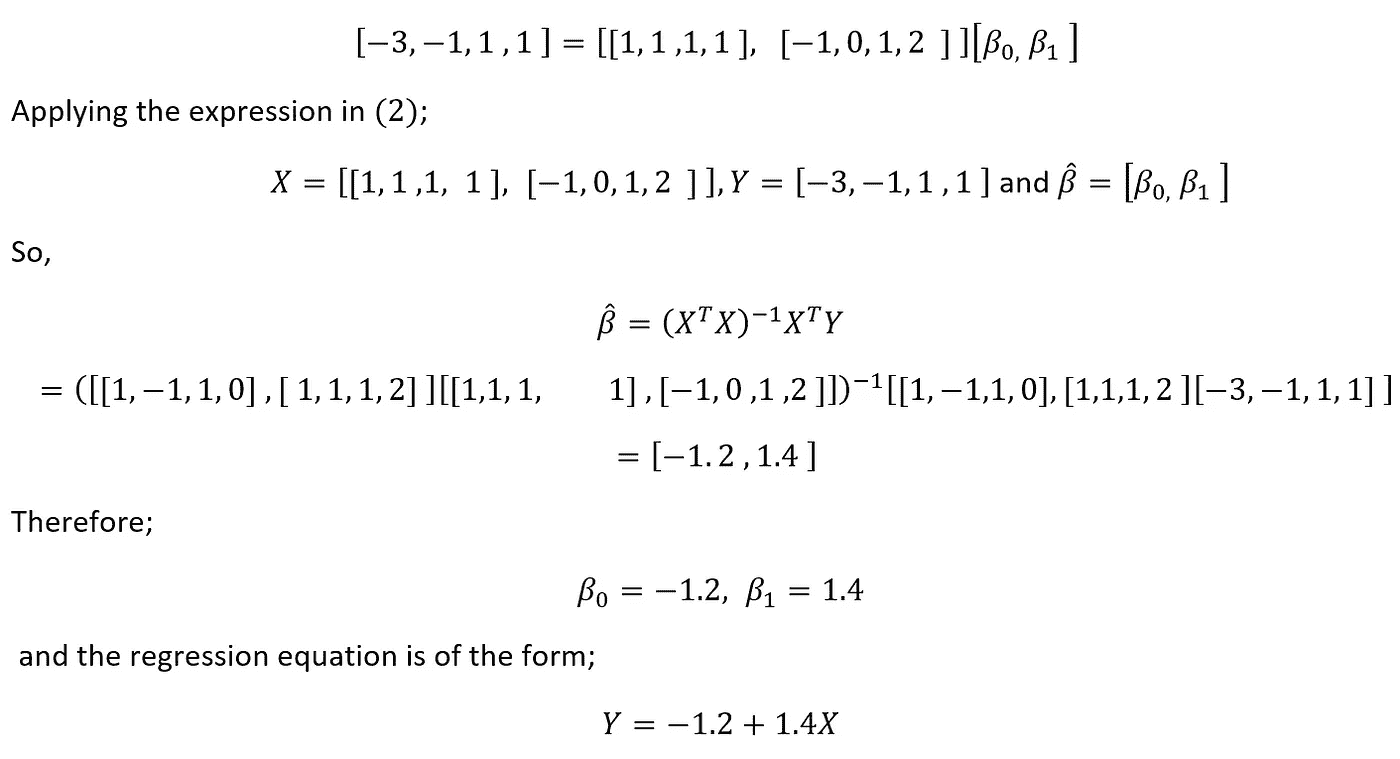 [−3, −1, 1 , 1 ] = [[1, 1 ,1, 1 ],  [−1, 0, 1, 2 ] ][β₀, β₁ ]
Applying the expression in (2);
X = [[1, 1 ,1, 1 ], [−1, 0, 1, 2 ] ], Y = [−3, −1, 1 , 1 ] and β̂ = [β₀, β₁ ]
So,
β̂ = (XᵀX)⁻¹XᵀY
= ([[1, −1, 1, 0] , [ 1, 1, 1, 2] ][[1,1, 1, 1] , [−1, 0 ,1 ,2 ]])⁻¹[[1, −1,1, 0], [1,1,1, 2 ][−3, −1, 1, 1] ]
= [−1. 2 , 1.4 ]
Therefore;
β₀ = −1.2, β₁ = 1.4
and the regression equation is of the form;
Y = −1.2 + 1.4X